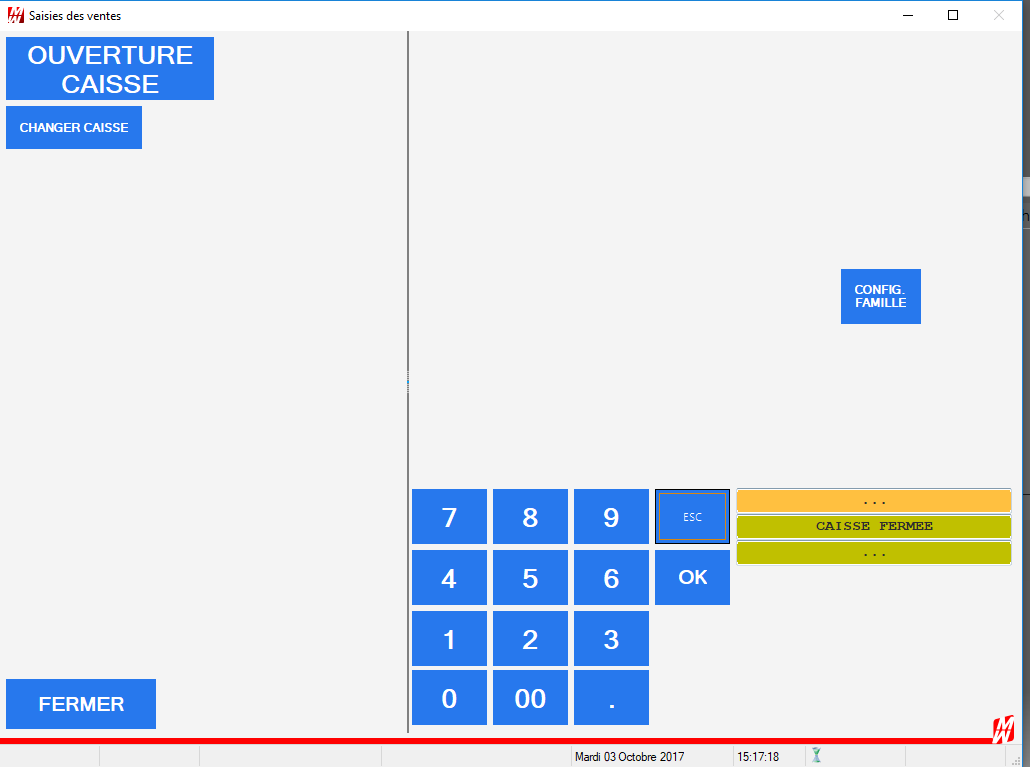 Saisies des ventes
OUVERTURE
CAISSE
CHANGER CAISSE
CONFIG.
FAMILLE
7 8 9 ESC
...
CAISSE FERMEE
...
4 5 6 OK
1 2 3
0 00 .
FERMER
MW
Mardi 03 Octobre 2017 15:17:18